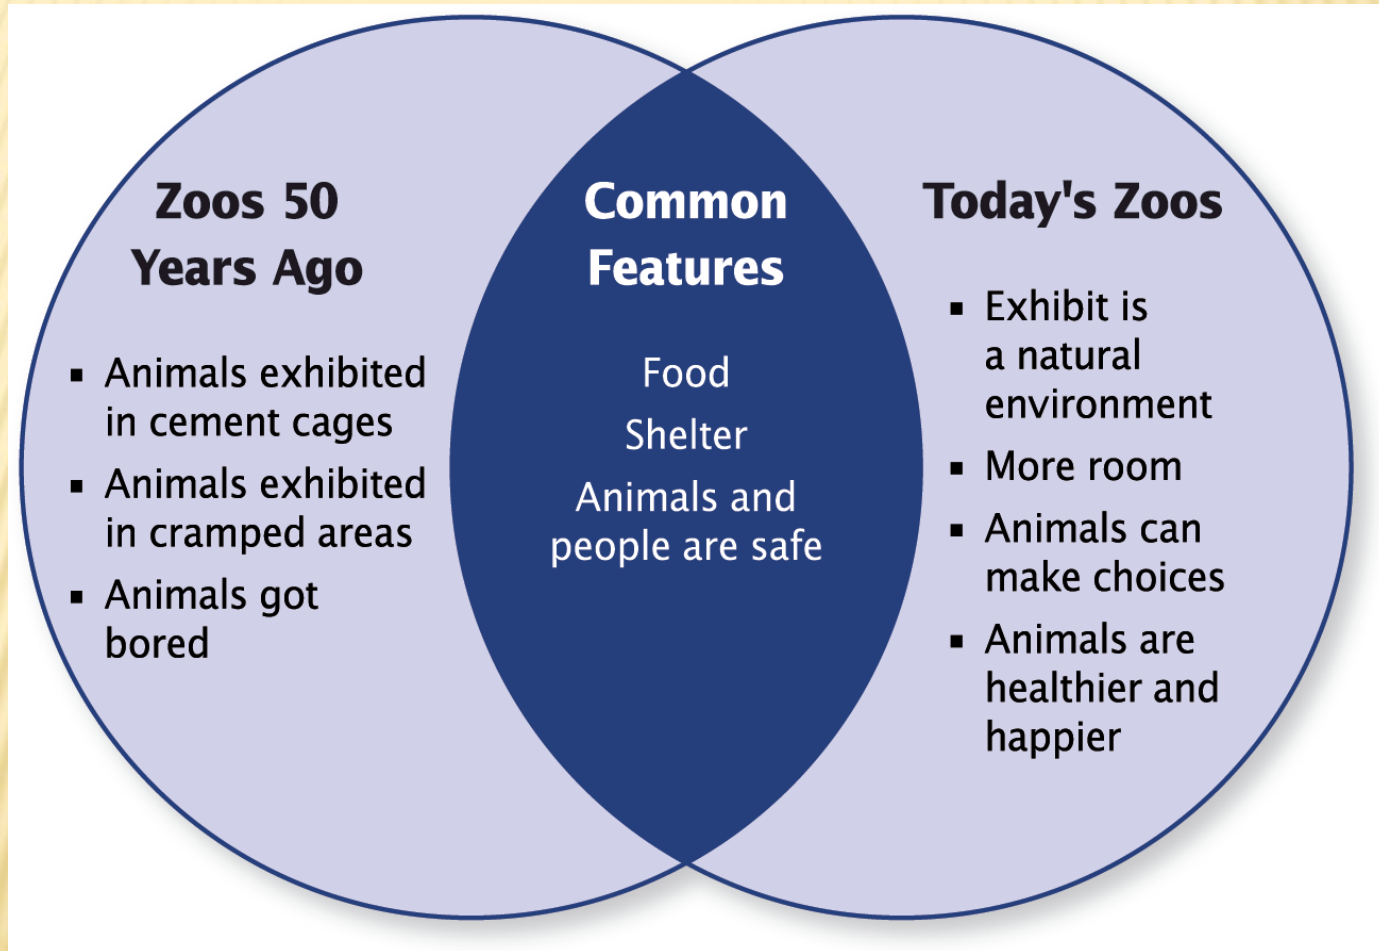 Zoos 50
Years Ago
▪ Animals exhibited
in cement cages
▪ Animals exhibited
in cramped areas
▪ Animals got
bored
Common
Features
Food
Shelter
Animals and
people are safe
Today's Zoos
▪ Exhibit is
a natural
environment
▪ More room
▪ Animals can
make choices
▪ Animals are
healthier and
happier